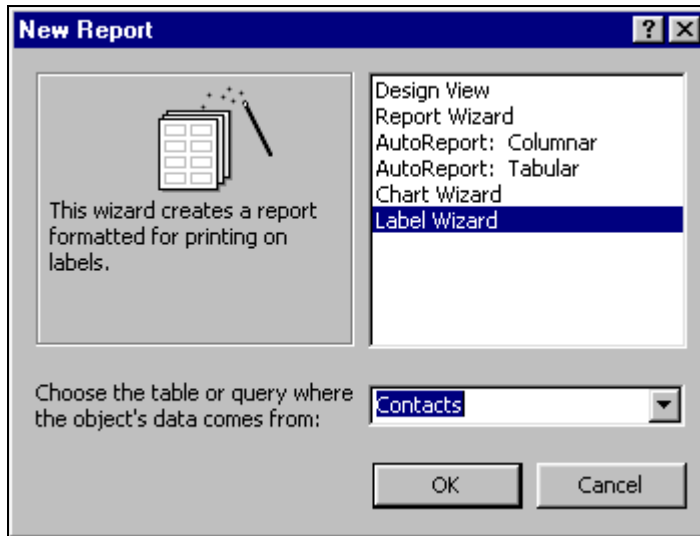 New Report
This wizard creates a report
formatted for printing on
labels.
Design View
Report Wizard
AutoReport: Columnar
AutoReport: Tabular
Chart Wizard
Label Wizard
Choose the table or query where
the object's data comes from:
Contacts
OK
Cancel